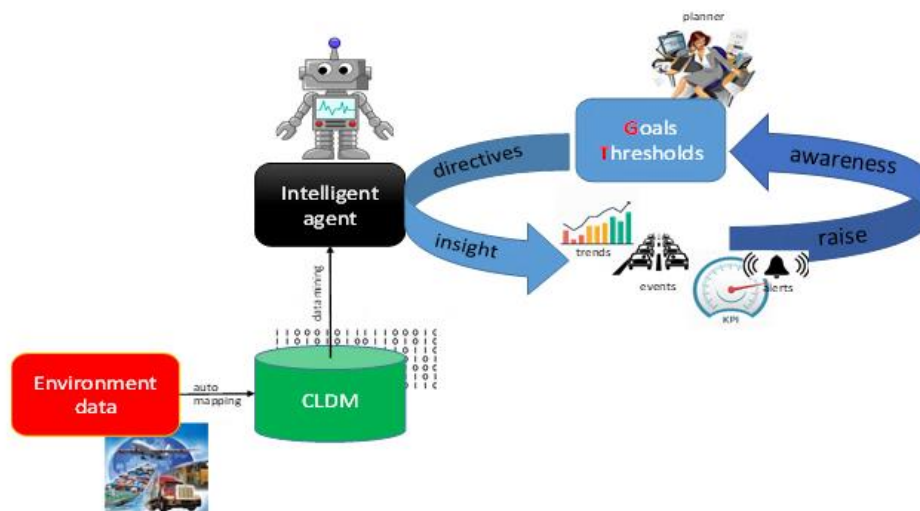 planner
Goals
Thresholds
directives
awareness
Intelligent
agent
insight
raise
trends
events
alerts
KPI
data mining
Environment
data
auto
mapping
CLDM